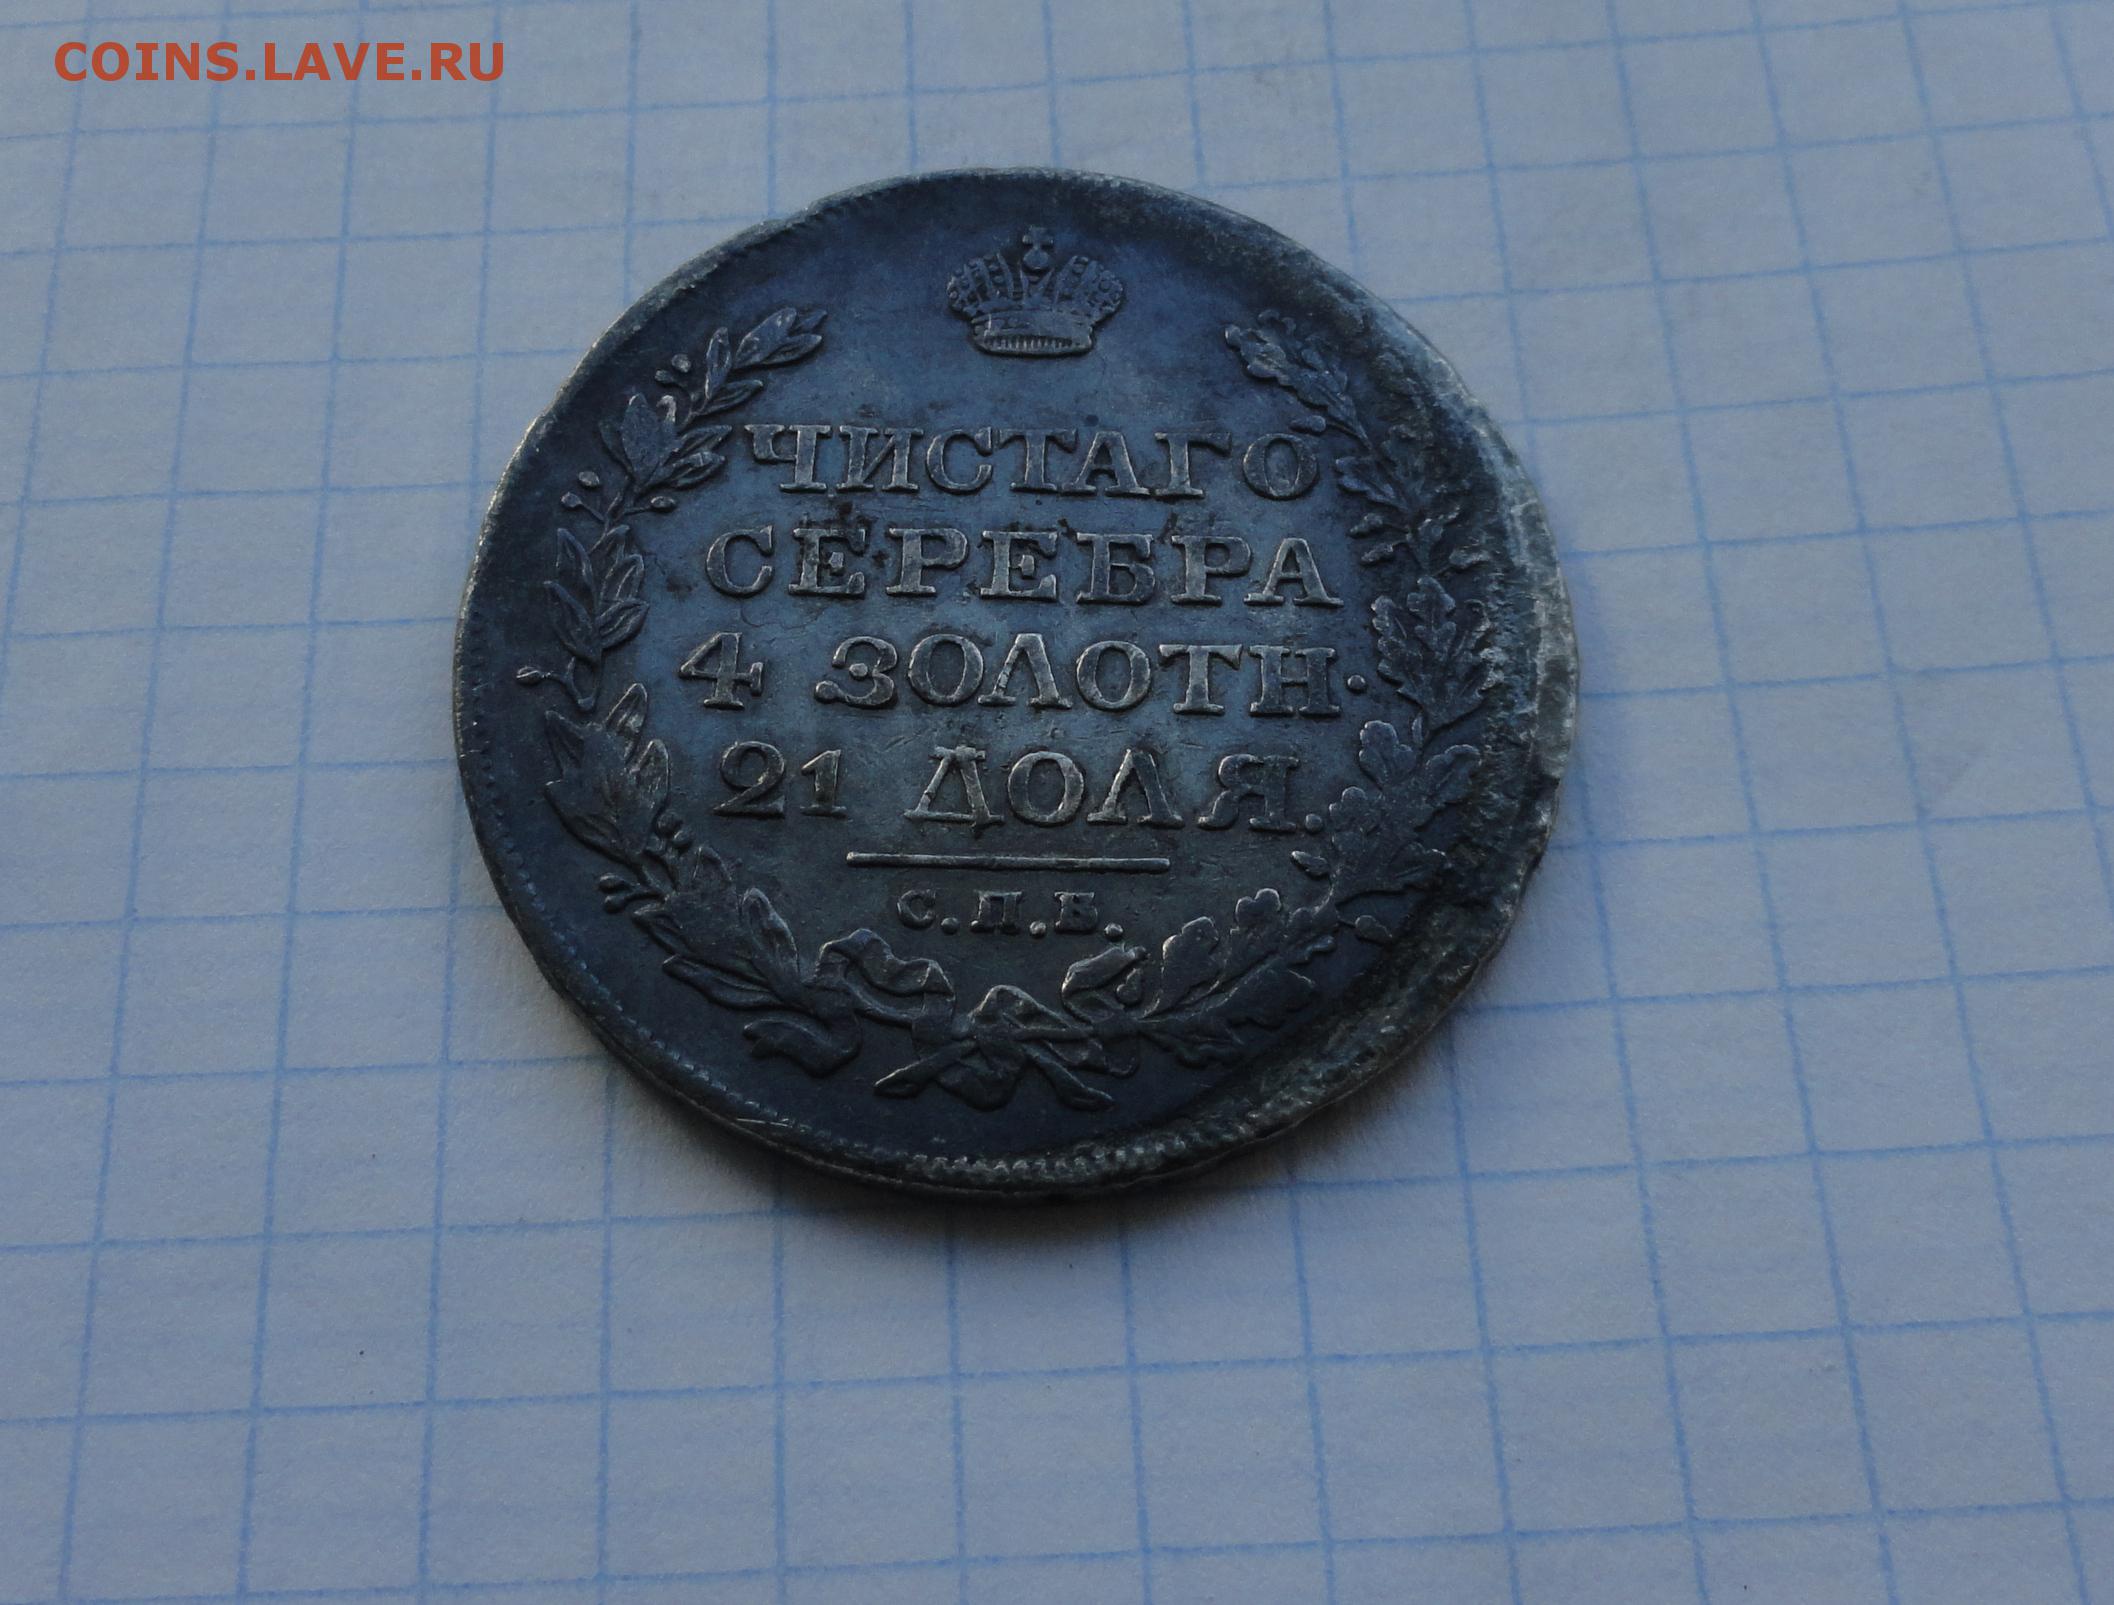 COINS.LAVE.RU
ЧИСТАГО
СЕРЕБРА
4 ЗОЛОТН.
21 ДОЛЯ.
С.П.Б.